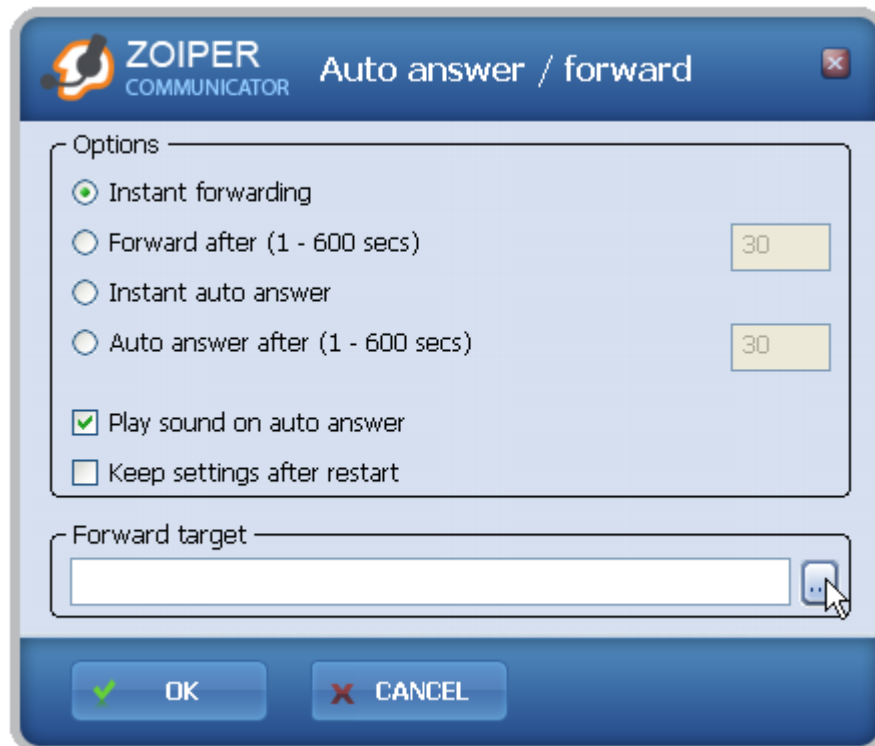 ZOIPER
COMMUNICATOR
Auto answer / forward
Options
Instant forwarding
Forward after (1 - 600 secs)
30
Instant auto answer
Auto answer after (1 - 600 secs)
30
Play sound on auto answer
Keep settings after restart
Forward target
..
OK
CANCEL